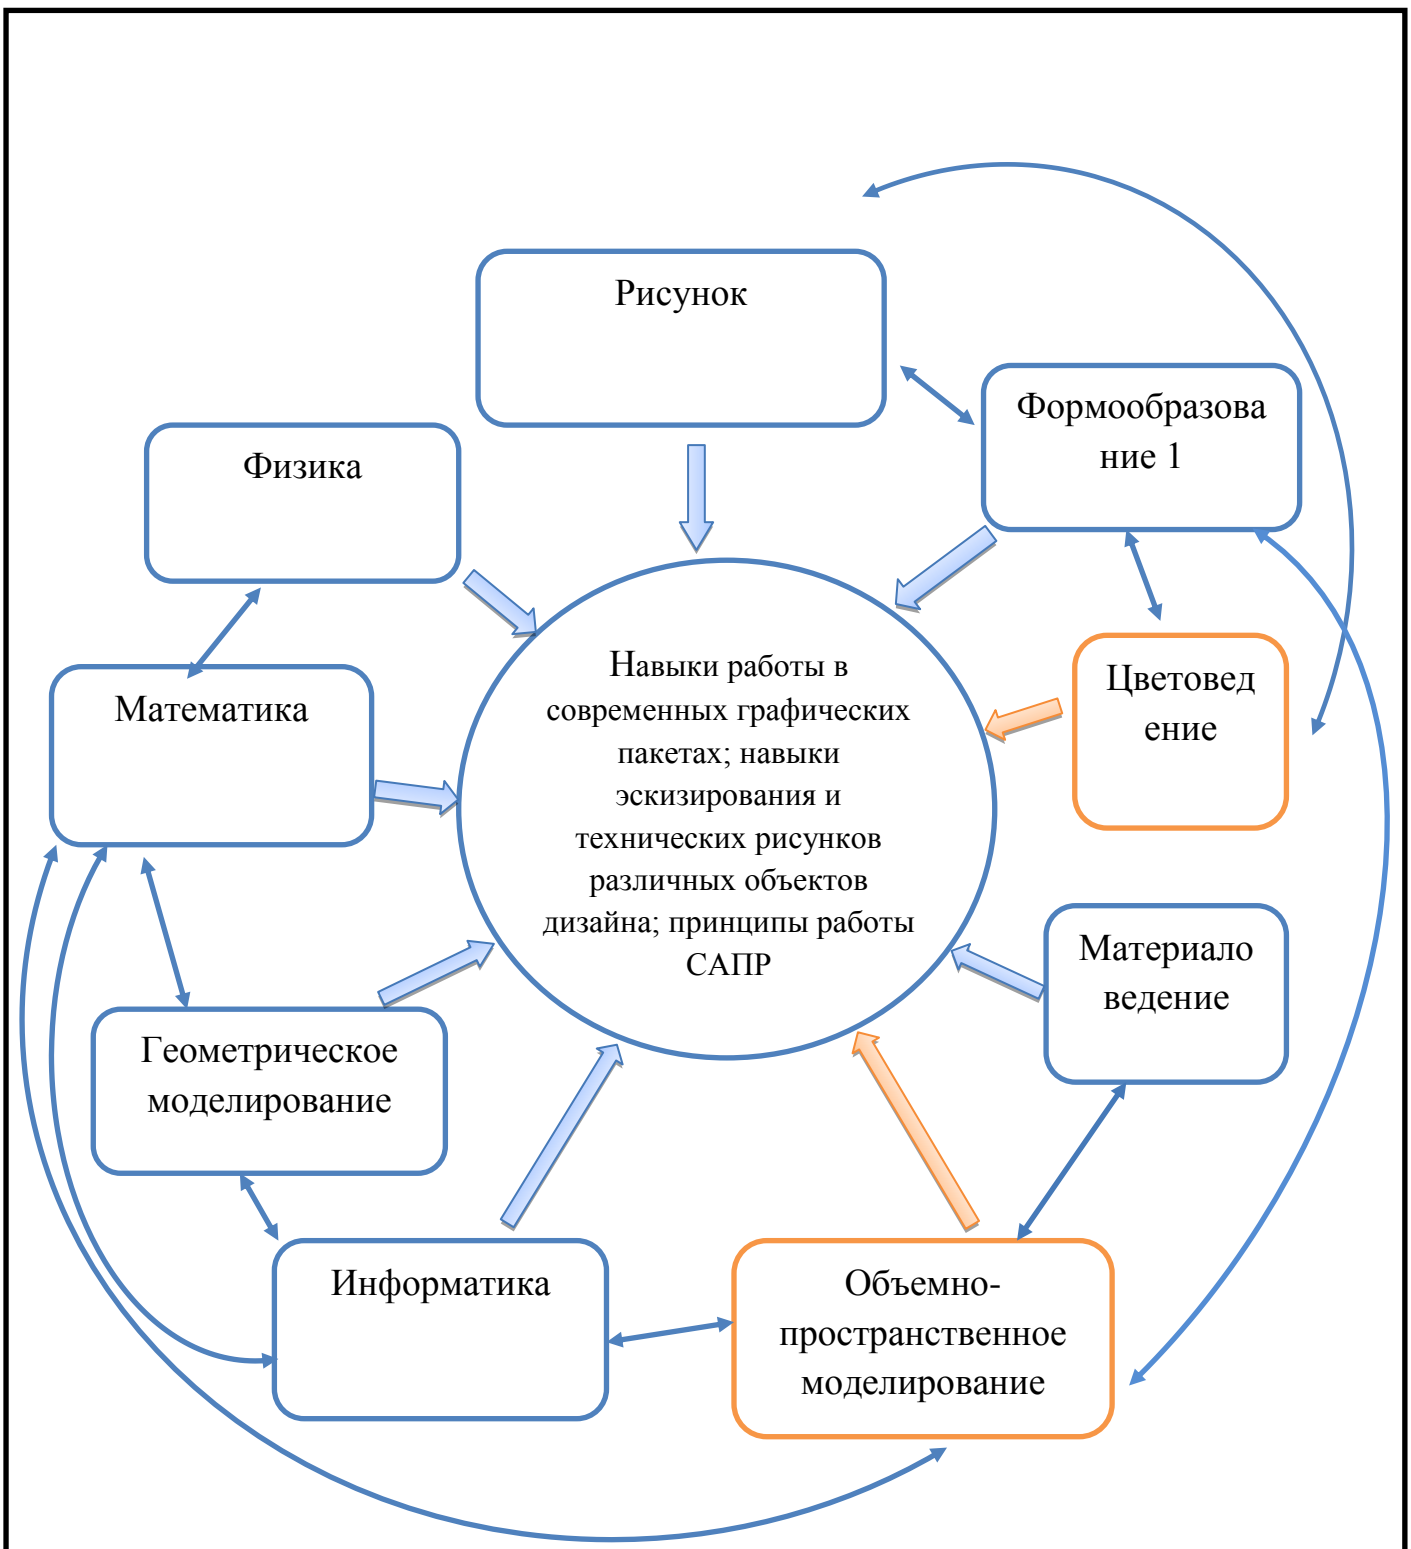 Рисунок
Формообразова
ние 1
Физика
Навыки работы в
современных графических
пакетах; навыки
эскизирования и
технических рисунков
различных объектов
дизайна; принципы работы
САПР
Цветовед
ение
Математика
Материало
ведение
Геометрическое
моделирование
Информатика
Объемно-
пространственное
моделирование